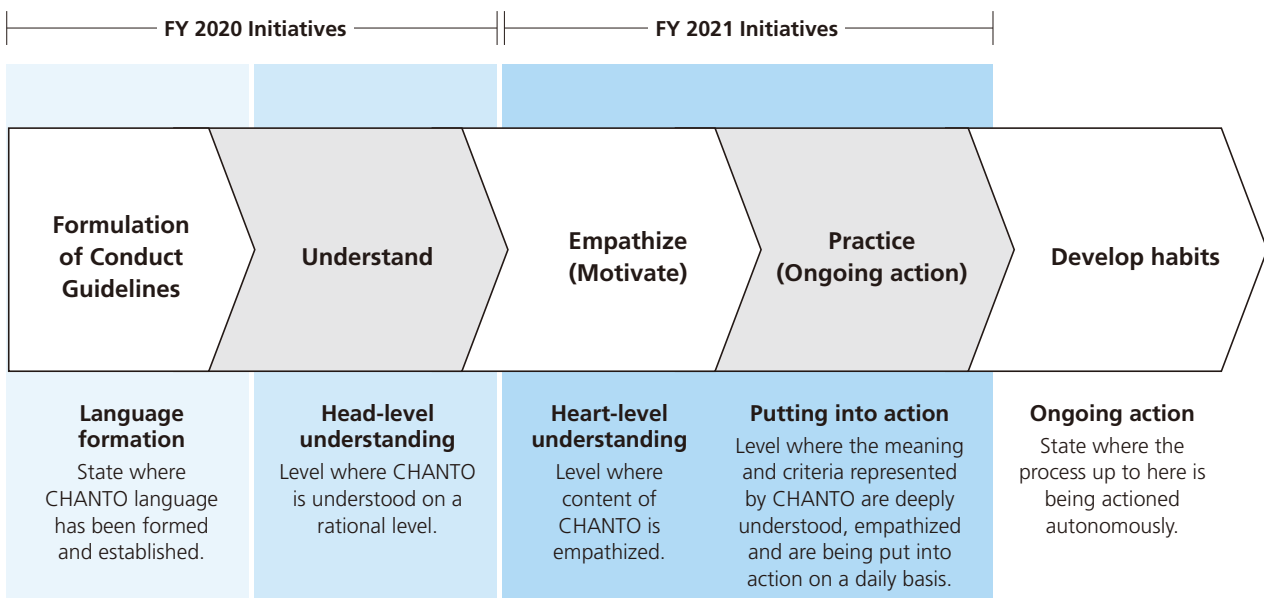 FY 2020 Initiatives
FY 2021 Initiatives
Formulation
of Conduct
Guidelines
Understand
Empathize
(Motivate)
Practice
(Ongoing action)
Develop habits
Language
formation
State where
CHANTO language
has been formed
and established.
Head-level
understanding
Level where CHANTO
is understood on a
rational level.
Heart-level
understanding
Level where
content of
CHANTO is
empathized.
Putting into action
Level where the meaning
and criteria represented
by CHANTO are deeply
understood, empathized
and are being put into
action on a daily basis.
Ongoing action
State where the
process up to here is
being actioned
autonomously.